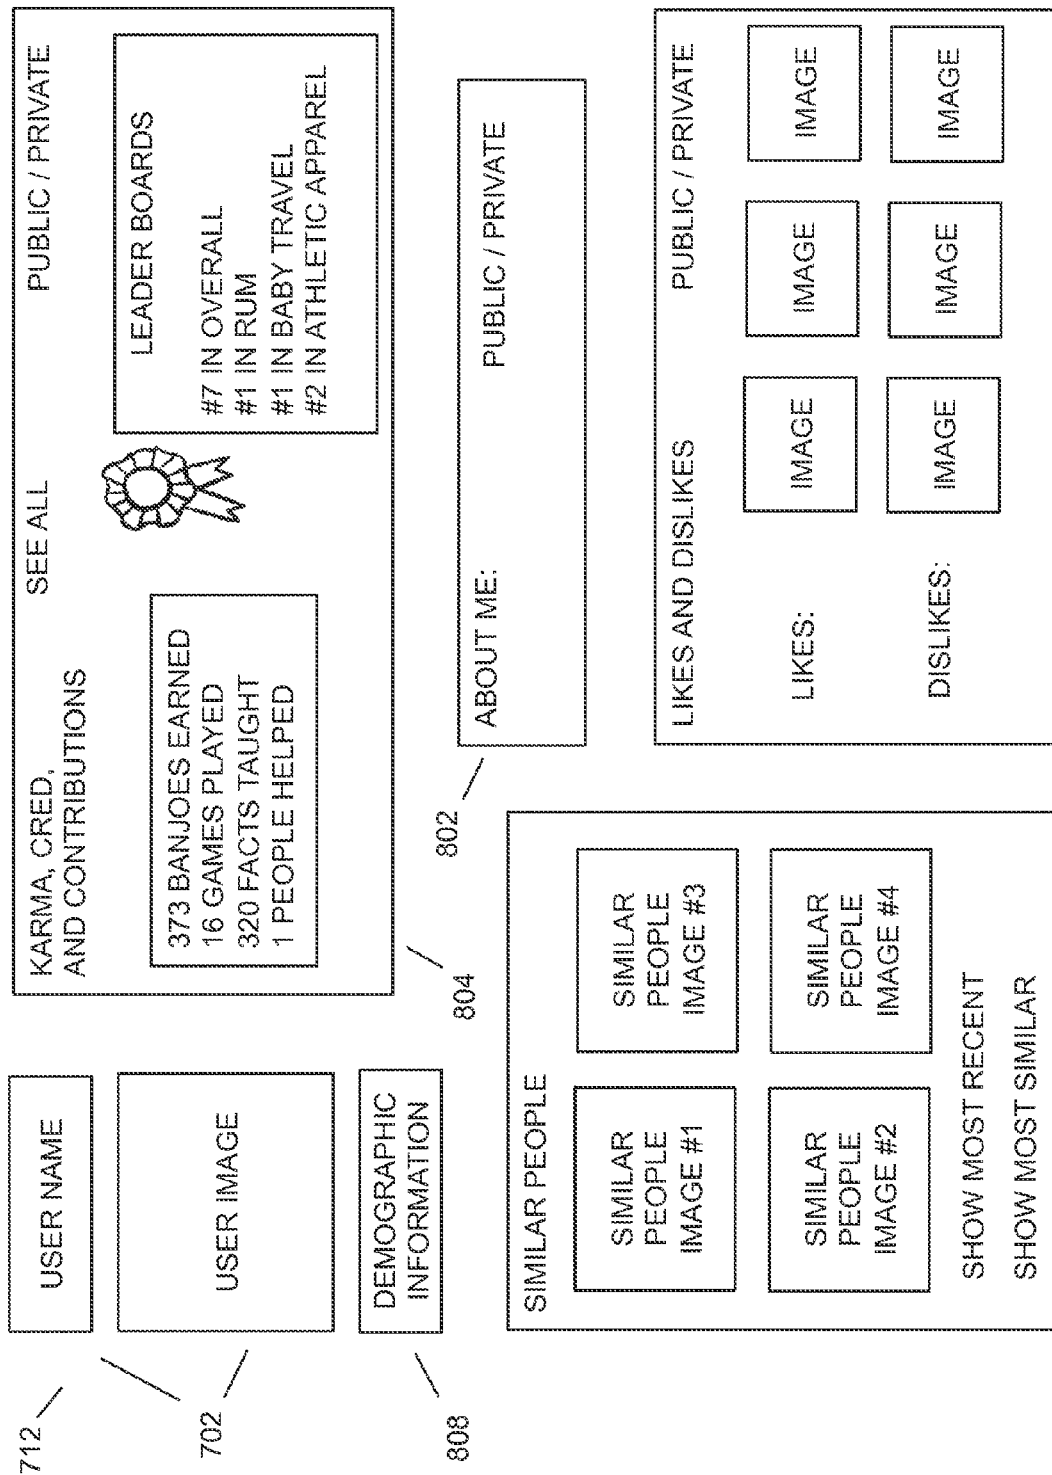 712
702
808
USER NAME
USER IMAGE
DEMOGRAPHIC
INFORMATION
804
KARMA, CRED,
AND CONTRIBUTIONS
SEE ALL
PUBLIC / PRIVATE
373 BANJOES EARNED
16 GAMES PLAYED
320 FACTS TAUGHT
1 PEOPLE HELPED
LEADER BOARDS
#7 IN OVERALL
#1 IN RUM
#1 IN BABY TRAVEL
#2 IN ATHLETIC APPAREL
802
ABOUT ME:
PUBLIC / PRIVATE
SIMILAR PEOPLE
SIMILAR
PEOPLE
IMAGE #1
SIMILAR
PEOPLE
IMAGE #3
SIMILAR
PEOPLE
IMAGE #2
SIMILAR
PEOPLE
IMAGE #4
SHOW MOST RECENT
SHOW MOST SIMILAR
LIKES AND DISLIKES
PUBLIC / PRIVATE
LIKES:
IMAGE
IMAGE
IMAGE
DISLIKES:
IMAGE
IMAGE
IMAGE